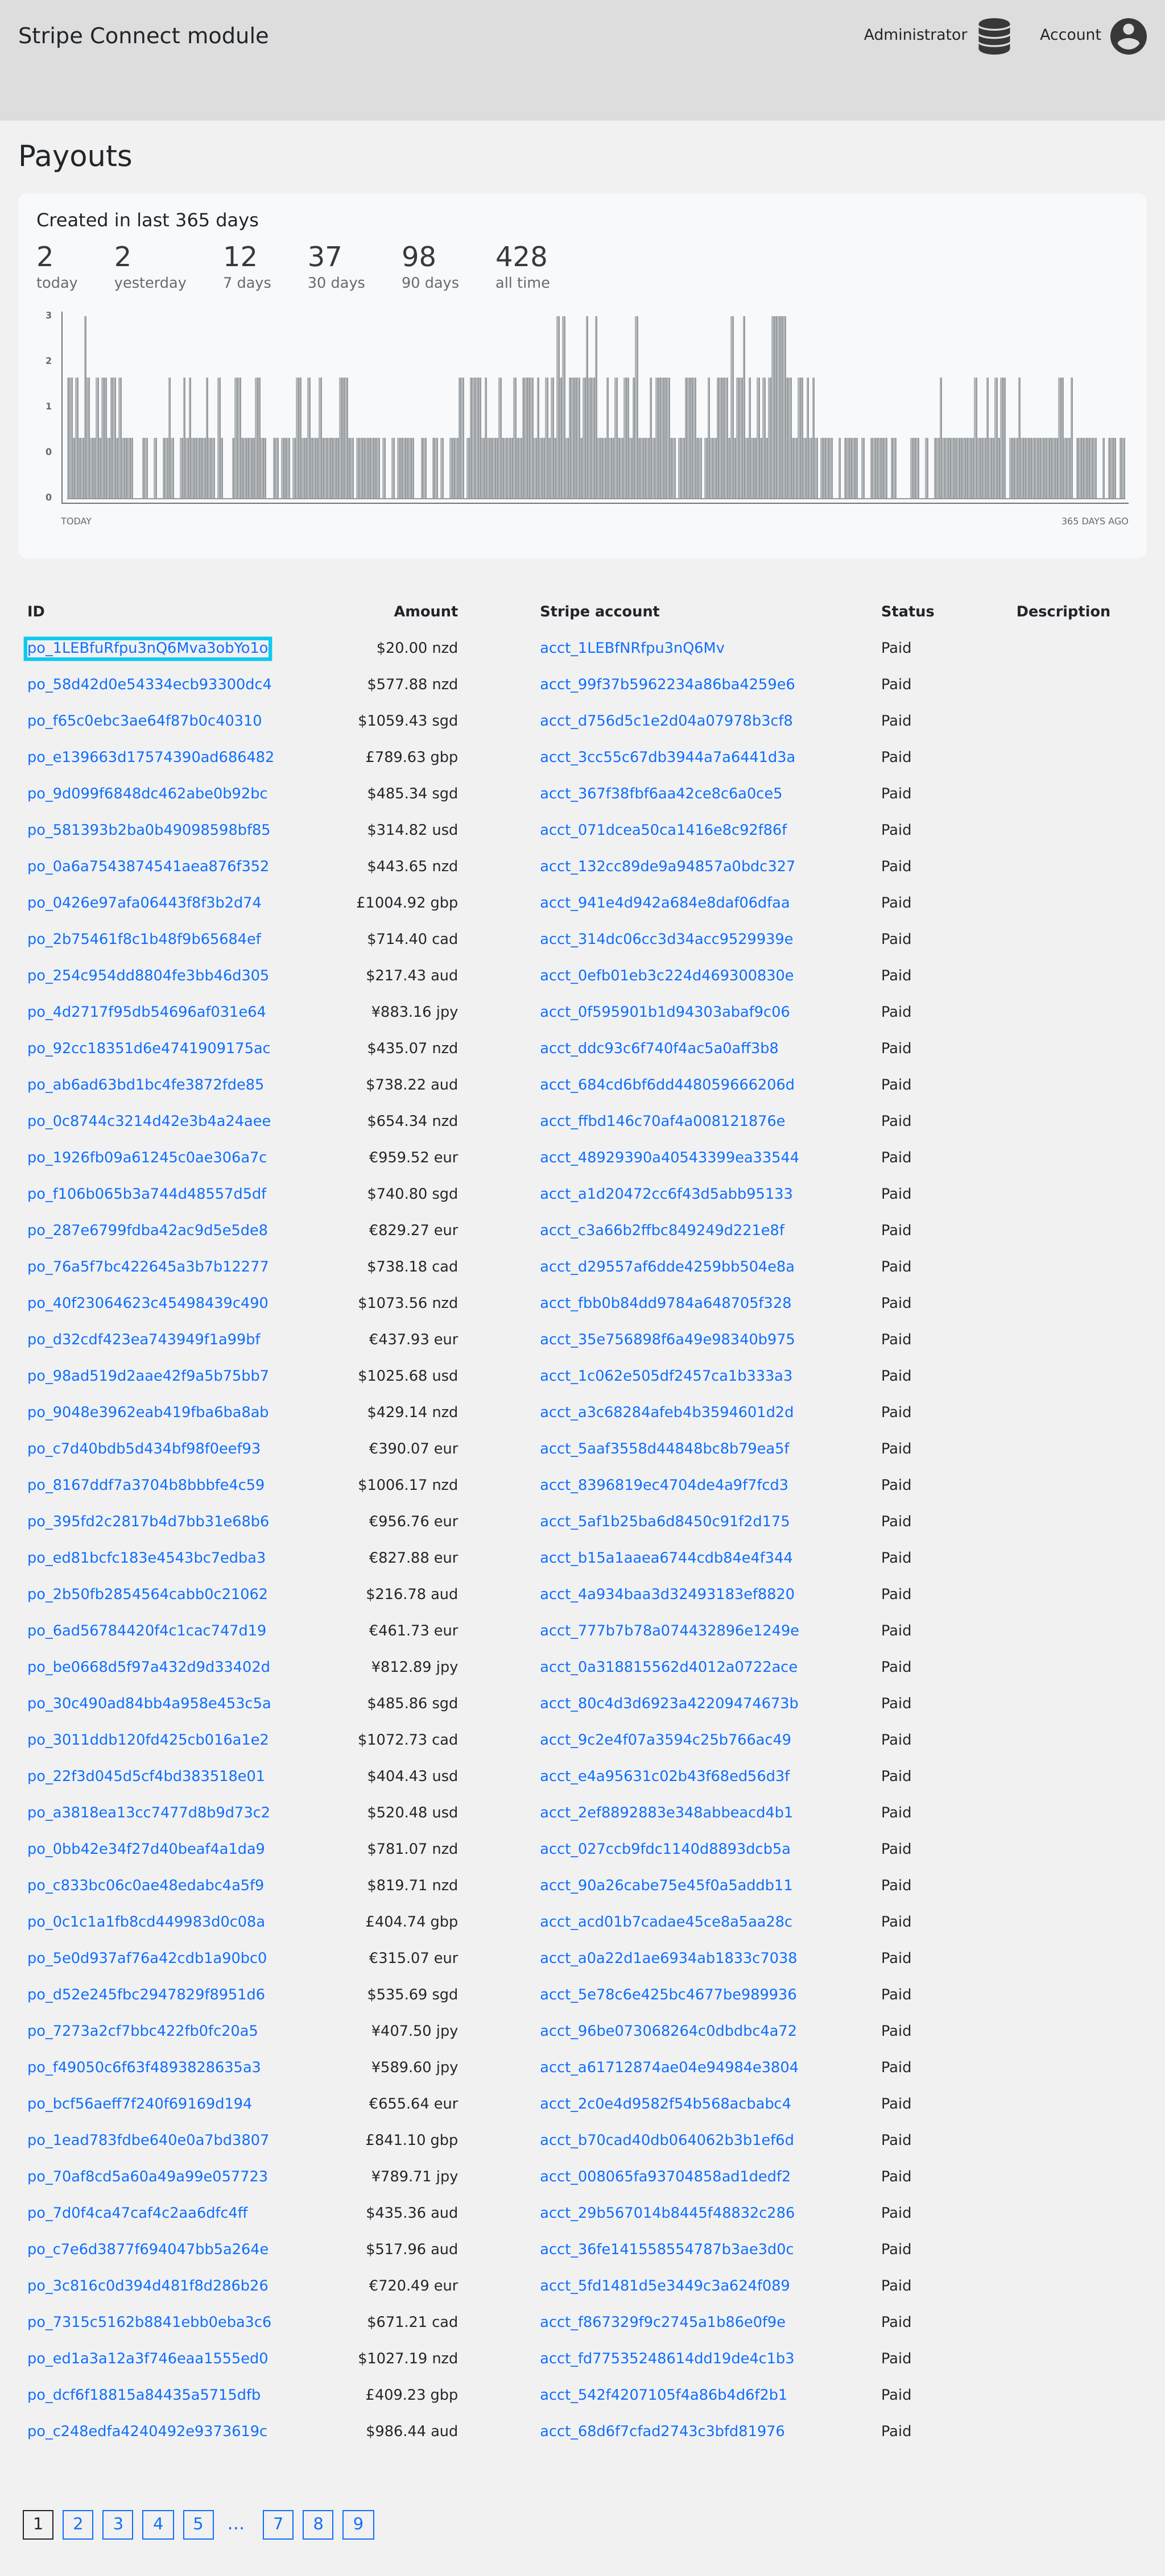 Stripe Connect module
Administrator Account
Payouts
Created in last 365 days
2 2 12 37 98 428
today yesterday 7 days 30 days 90 days all time
3
2
1
0
0
TODAY 365 DAYS AGO
ID Amount Stripe account Status Description
po_1LEBfuRfpu3nQ6Mva3obYo1o $20.00 nzd acct_1LEBfNRfpu3nQ6Mv Paid
po_58d42d0e54334ecb93300dc4 $577.88 nzd acct_99f37b5962234a86ba4259e6 Paid
po_f65c0ebc3ae64f87b0c40310 $1059.43 sgd acct_d756d5c1e2d04a07978b3cf8 Paid
po_e139663d17574390ad686482 £789.63 gbp acct_3cc55c67db3944a7a6441d3a Paid
po_9d099f6848dc462abe0b92bc $485.34 sgd acct_367f38fbf6aa42ce8c6a0ce5 Paid
po_581393b2ba0b49098598bf85 $314.82 usd acct_071dcea50ca1416e8c92f86f Paid
po_0a6a7543874541aea876f352 $443.65 nzd acct_132cc89de9a94857a0bdc327 Paid
po_0426e97afa06443f8f3b2d74 £1004.92 gbp acct_941e4d942a684e8daf06dfaa Paid
po_2b75461f8c1b48f9b65684ef $714.40 cad acct_314dc06cc3d34acc9529939e Paid
po_254c954dd8804fe3bb46d305 $217.43 aud acct_0efb01eb3c224d469300830e Paid
po_4d2717f95db54696af031e64 ¥883.16 jpy acct_0f595901b1d94303abaf9c06 Paid
po_92cc18351d6e4741909175ac $435.07 nzd acct_ddc93c6f740f4ac5a0aff3b8 Paid
po_ab6ad63bd1bc4fe3872fde85 $738.22 aud acct_684cd6bf6dd448059666206d Paid
po_0c8744c3214d42e3b4a24aee $654.34 nzd acct_ffbd146c70af4a008121876e Paid
po_1926fb09a61245c0ae306a7c €959.52 eur acct_48929390a40543399ea33544 Paid
po_f106b065b3a744d48557d5df $740.80 sgd acct_a1d20472cc6f43d5abb95133 Paid
po_287e6799fdba42ac9d5e5de8 €829.27 eur acct_c3a66b2ffbc849249d221e8f Paid
po_76a5f7bc422645a3b7b12277 $738.18 cad acct_d29557af6dde4259bb504e8a Paid
po_40f23064623c45498439c490 $1073.56 nzd acct_fbb0b84dd9784a648705f328 Paid
po_d32cdf423ea743949f1a99bf €437.93 eur acct_35e756898f6a49e98340b975 Paid
po_98ad519d2aae42f9a5b75bb7 $1025.68 usd acct_1c062e505df2457ca1b333a3 Paid
po_9048e3962eab419fba6ba8ab $429.14 nzd acct_a3c68284afeb4b3594601d2d Paid
po_c7d40bdb5d434bf98f0eef93 €390.07 eur acct_5aaf3558d44848bc8b79ea5f Paid
po_8167ddf7a3704b8bbbfe4c59 $1006.17 nzd acct_8396819ec4704de4a9f7fcd3 Paid
po_395fd2c2817b4d7bb31e68b6 €956.76 eur acct_5af1b25ba6d8450c91f2d175 Paid
po_ed81bcfc183e4543bc7edba3 €827.88 eur acct_b15a1aaea6744cdb84e4f344 Paid
po_2b50fb2854564cabb0c21062 $216.78 aud acct_4a934baa3d32493183ef8820 Paid
po_6ad56784420f4c1cac747d19 €461.73 eur acct_777b7b78a074432896e1249e Paid
po_be0668d5f97a432d9d33402d ¥812.89 jpy acct_0a318815562d4012a0722ace Paid
po_30c490ad84bb4a958e453c5a $485.86 sgd acct_80c4d3d6923a42209474673b Paid
po_3011ddb120fd425cb016a1e2 $1072.73 cad acct_9c2e4f07a3594c25b766ac49 Paid
po_22f3d045d5cf4bd383518e01 $404.43 usd acct_e4a95631c02b43f68ed56d3f Paid
po_a3818ea13cc7477d8b9d73c2 $520.48 usd acct_2ef8892883e348abbeacd4b1 Paid
po_0bb42e34f27d40beaf4a1da9 $781.07 nzd acct_027ccb9fdc1140d8893dcb5a Paid
po_c833bc06c0ae48edabc4a5f9 $819.71 nzd acct_90a26cabe75e45f0a5addb11 Paid
po_0c1c1a1fb8cd449983d0c08a £404.74 gbp acct_acd01b7cadae45ce8a5aa28c Paid
po_5e0d937af76a42cdb1a90bc0 €315.07 eur acct_a0a22d1ae6934ab1833c7038 Paid
po_d52e245fbc2947829f8951d6 $535.69 sgd acct_5e78c6e425bc4677be989936 Paid
po_7273a2cf7bbc422fb0fc20a5 ¥407.50 jpy acct_96be073068264c0dbdbc4a72 Paid
po_f49050c6f63f4893828635a3 ¥589.60 jpy acct_a61712874ae04e94984e3804 Paid
po_bcf56aeff7f240f69169d194 €655.64 eur acct_2c0e4d9582f54b568acbabc4 Paid
po_1ead783fdbe640e0a7bd3807 £841.10 gbp acct_b70cad40db064062b3b1ef6d Paid
po_70af8cd5a60a49a99e057723 ¥789.71 jpy acct_008065fa93704858ad1dedf2 Paid
po_7d0f4ca47caf4c2aa6dfc4ff $435.36 aud acct_29b567014b8445f48832c286 Paid
po_c7e6d3877f694047bb5a264e $517.96 aud acct_36fe141558554787b3ae3d0c Paid
po_3c816c0d394d481f8d286b26 €720.49 eur acct_5fd1481d5e3449c3a624f089 Paid
po_7315c5162b8841ebb0eba3c6 $671.21 cad acct_f867329f9c2745a1b86e0f9e Paid
po_ed1a3a12a3f746eaa1555ed0 $1027.19 nzd acct_fd77535248614dd19de4c1b3 Paid
po_dcf6f18815a84435a5715dfb £409.23 gbp acct_542f4207105f4a86b4d6f2b1 Paid
po_c248edfa4240492e9373619c $986.44 aud acct_68d6f7cfad2743c3bfd81976 Paid
1 2 3 4 5 … 7 8 9